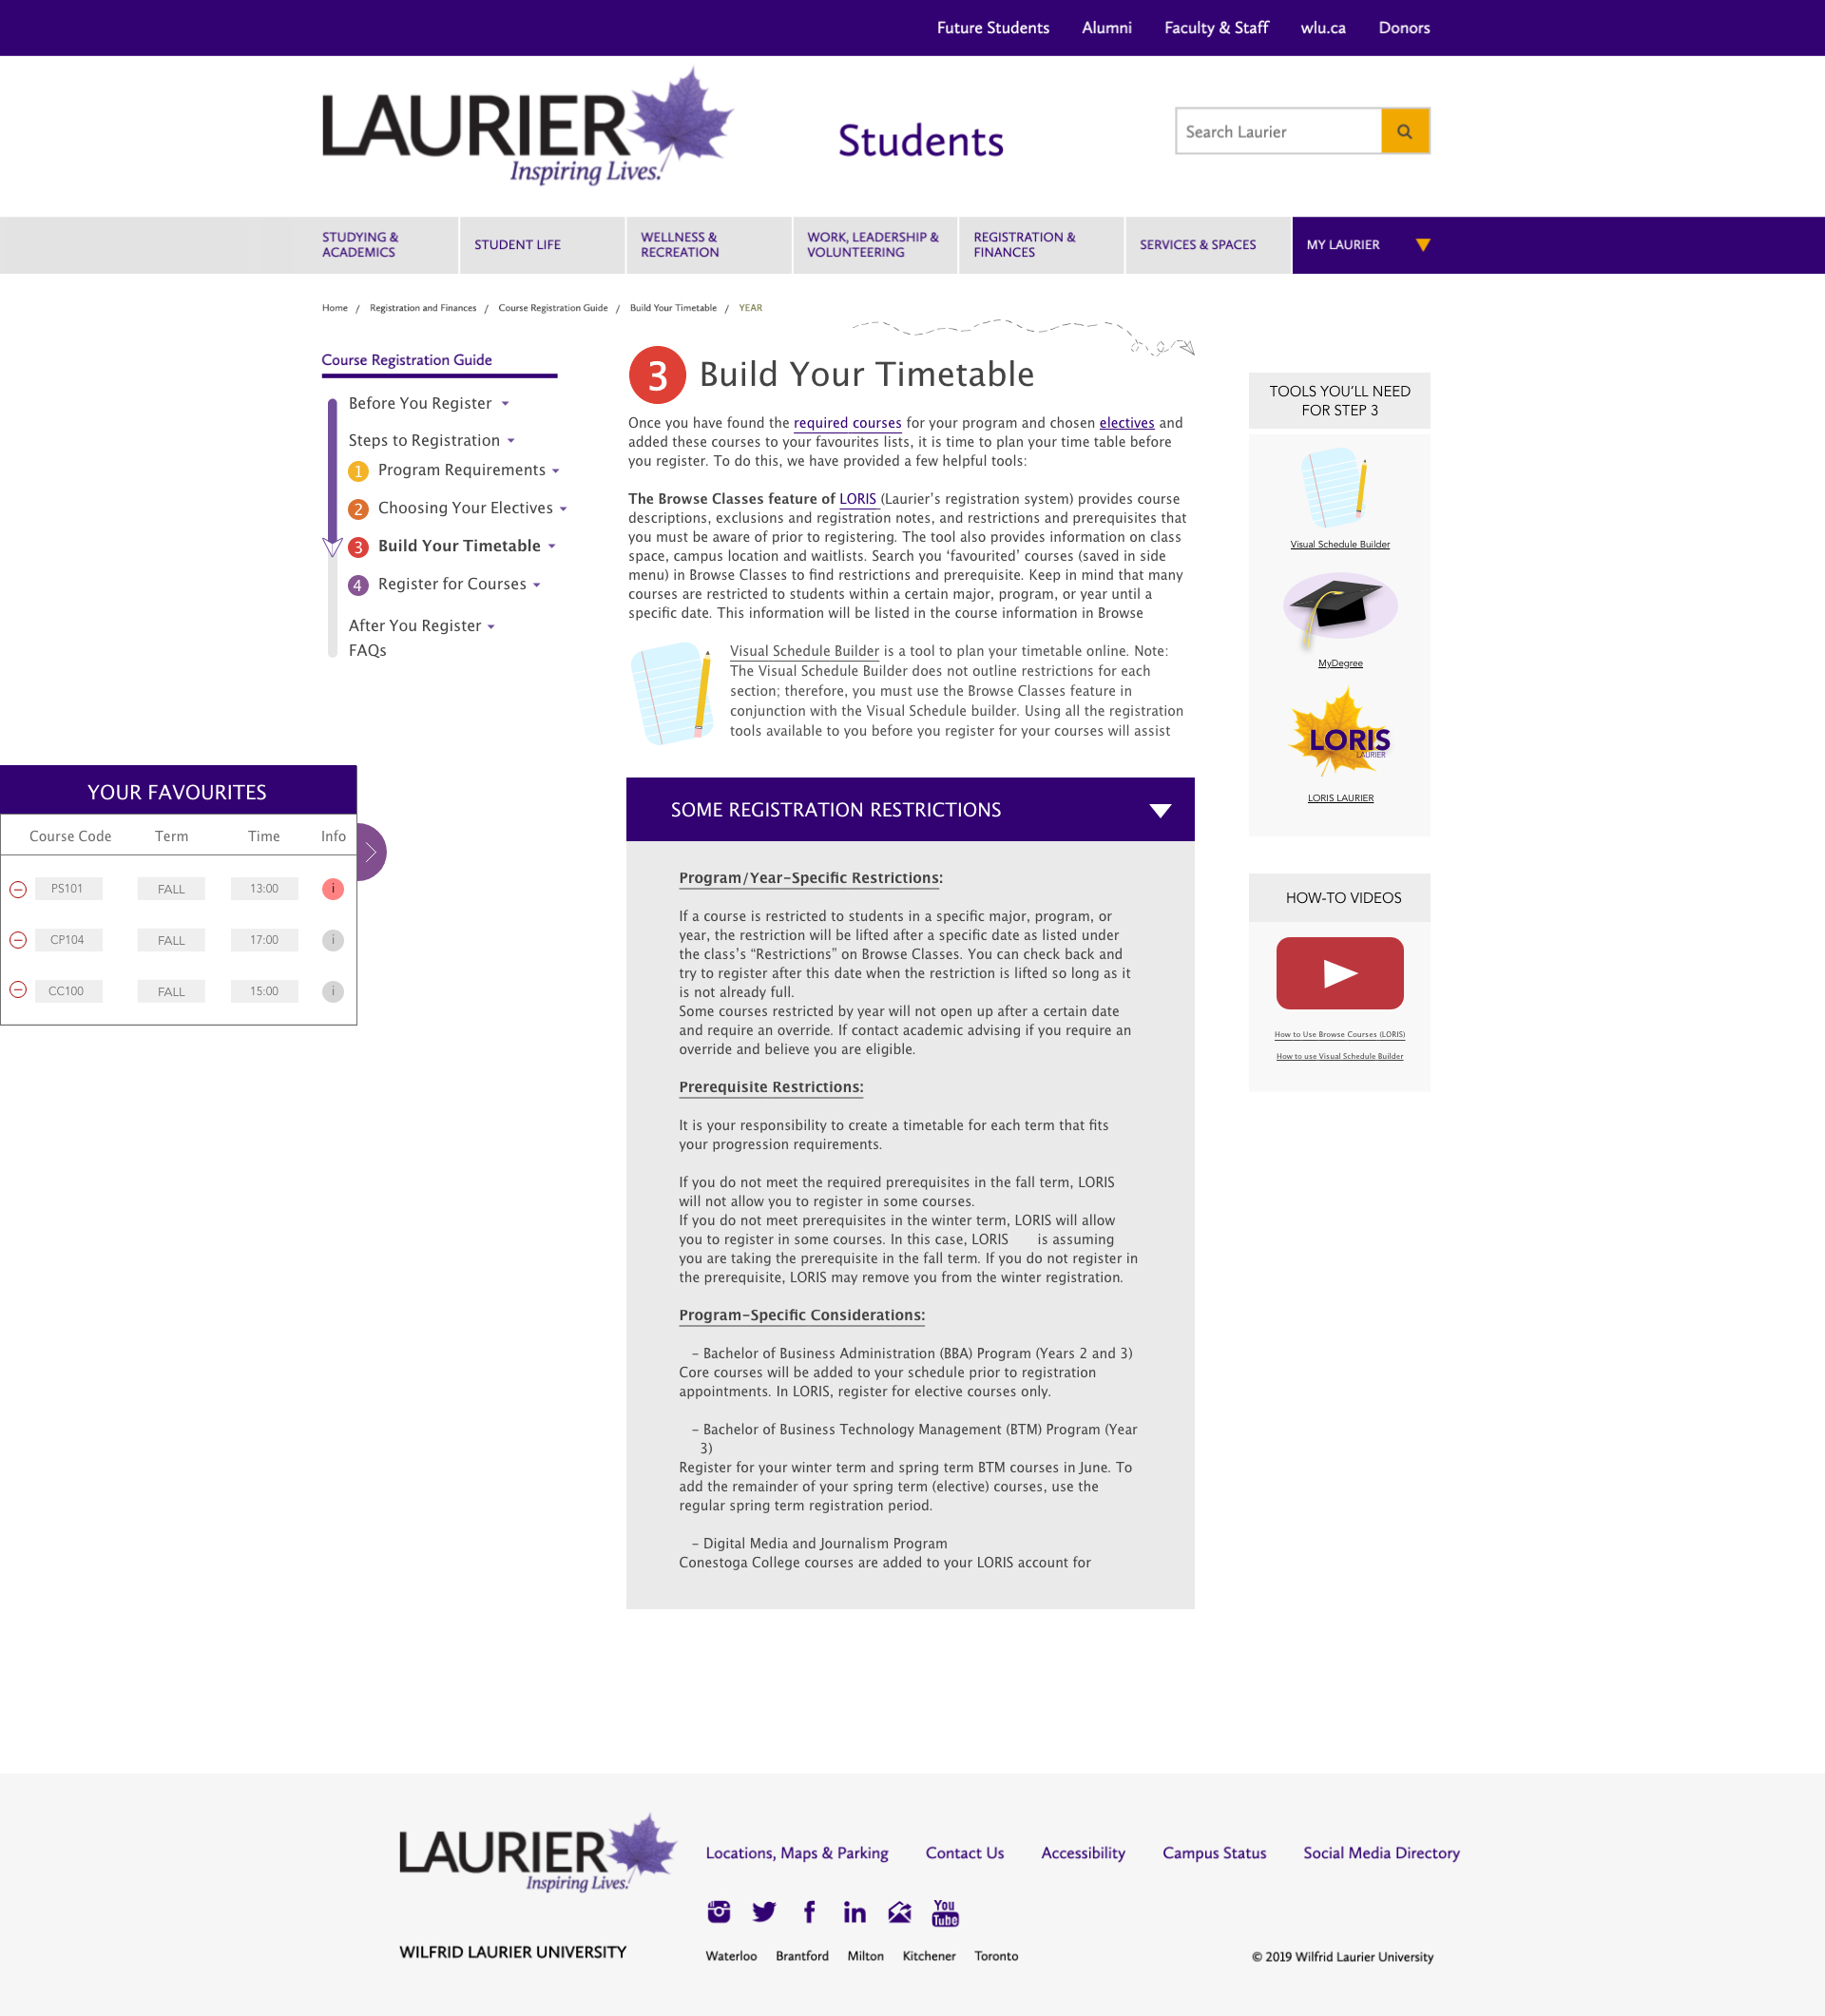 Future Students Alumni Faculty & Staff wlu.ca Donors
LAURIER
Inspiring Lives.
Students
Search Laurier
STUDYING &
ACADEMICS
STUDENT LIFE
WELLNESS &
RECREATION
WORK, LEADERSHIP &
VOLUNTEERING
REGISTRATION &
FINANCES
SERVICES & SPACES
MY LAURIER
Home / Registration and Finances / Course Registration Guide / Build Your Timetable / YEAR
Course Registration Guide
Before You Register
Steps to Registration
1 Program Requirements
2 Choosing Your Electives
3 Build Your Timetable
4 Register for Courses
After You Register
FAQs
3 Build Your Timetable
Once you have found the required courses for your program and chosen electives and
added these courses to your favourites lists, it is time to plan your time table before
you register. To do this, we have provided a few helpful tools:
The Browse Classes feature of LORIS (Laurier's registration system) provides course
descriptions, exclusions and registration notes, and restrictions and prerequisites that
you must be aware of prior to registering. The tool also provides information on class
space, campus location and waitlists. Search you ‘favourited’ courses (saved in side
menu) in Browse Classes to find restrictions and prerequisite. Keep in mind that many
courses are restricted to students within a certain major, program, or year until a
specific date. This information will be listed in the course information in Browse
Visual Schedule Builder is a tool to plan your timetable online. Note:
The Visual Schedule Builder does not outline restrictions for each
section; therefore, you must use the Browse Classes feature in
conjunction with the Visual Schedule builder. Using all the registration
tools available to you before you register for your courses will assist
TOOLS YOU'LL NEED
FOR STEP 3
Visual Schedule Builder
MyDegree
LORIS
LAURIER
LORIS LAURIER
HOW-TO VIDEOS
How to Use Browse Courses (LORIS)
How to use Visual Schedule Builder
YOUR FAVOURITES
Course Code Term Time Info
PS101 FALL 13:00 i
CP104 FALL 17:00 i
CC100 FALL 15:00 i
SOME REGISTRATION RESTRICTIONS
Program/Year-Specific Restrictions:
If a course is restricted to students in a specific major, program, or
year, the restriction will be lifted after a specific date as listed under
the class's “Restrictions” on Browse Classes. You can check back and
try to register after this date when the restriction is lifted so long as it
is not already full.
Some courses restricted by year will not open up after a certain date
and require an override. If contact academic advising if you require an
override and believe you are eligible.
Prerequisite Restrictions:
It is your responsibility to create a timetable for each term that fits
your progression requirements.
If you do not meet the required prerequisites in the fall term, LORIS
will not allow you to register in some courses.
If you do not meet prerequisites in the winter term, LORIS will allow
you to register in some courses. In this case, LORIS is assuming
you are taking the prerequisite in the fall term. If you do not register in
the prerequisite, LORIS may remove you from the winter registration.
Program-Specific Considerations:
- Bachelor of Business Administration (BBA) Program (Years 2 and 3)
Core courses will be added to your schedule prior to registration
appointments. In LORIS, register for elective courses only.
- Bachelor of Business Technology Management (BTM) Program (Year
3)
Register for your winter term and spring term BTM courses in June. To
add the remainder of your spring term (elective) courses, use the
regular spring term registration period.
- Digital Media and Journalism Program
Conestoga College courses are added to your LORIS account for
LAURIER
Inspiring Lives.
WILFRID LAURIER UNIVERSITY
Locations, Maps & Parking Contact Us Accessibility Campus Status Social Media Directory
f in You Tube
Waterloo Brantford Milton Kitchener Toronto
© 2019 Wilfrid Laurier University